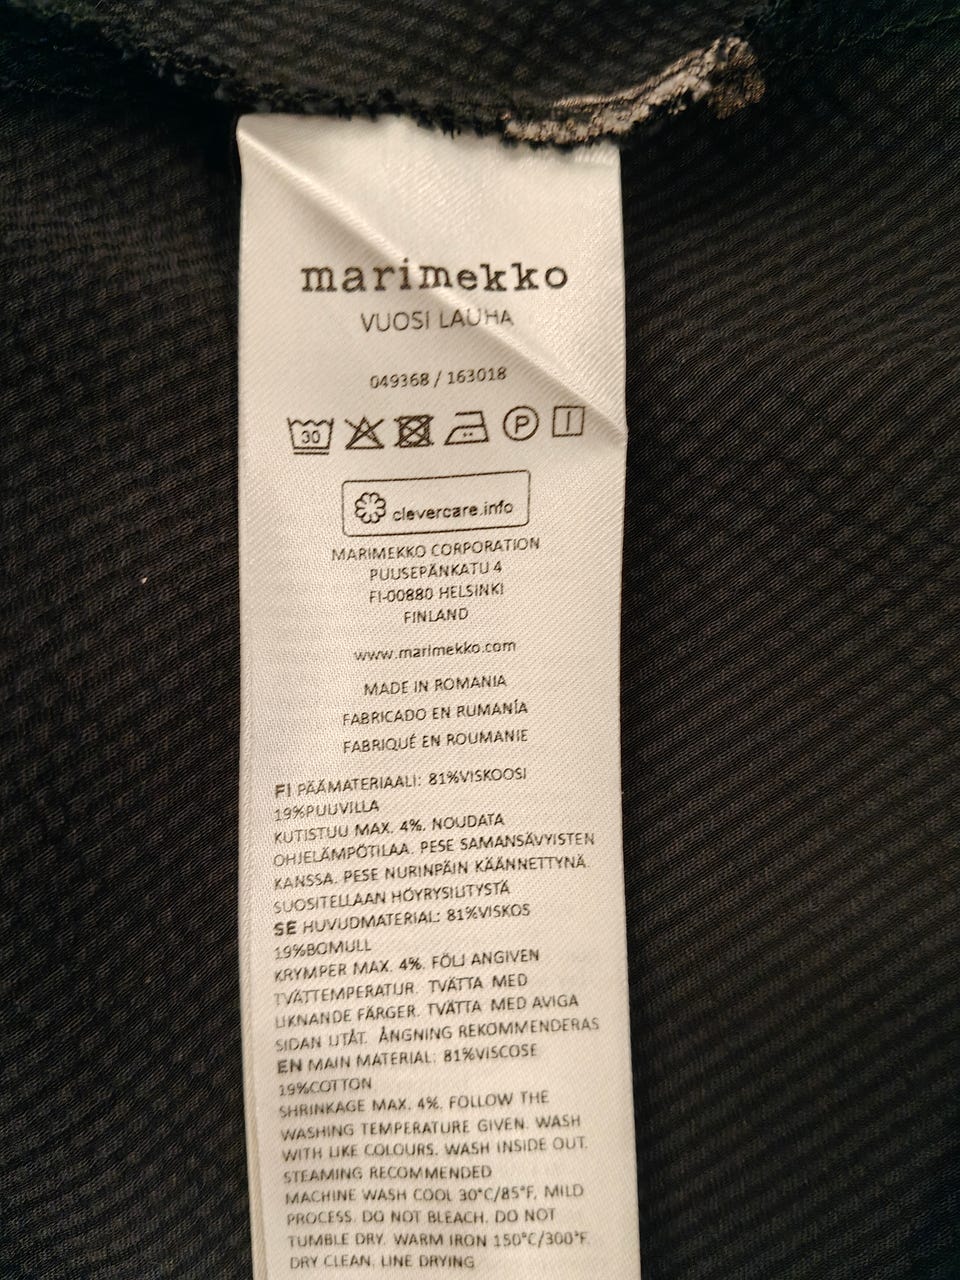 marimekko
VUOSI LAUHA
049368 / 163018
30 P
clevercare.info
MARIMEKKO CORPORATION
PUUSEPÄNKATU 4
FI-00880 HELSINKI
FINLAND
www.marimekko.com
MADE IN ROMANIA
FABRICADO EN RUMANÍA
FABRIQUÉ EN ROUMANIE
FI PÄÄMATERIAALI: 81%VISKOOSI
19%PUUVILLA
KUTISTUU MAX. 4%. NOUDATA
OHJELÄMPÖTILAA. PESE SAMANSÄVYISTEN
KANSSA. PESE NURINPÄIN KÄÄNNETTYNÄ.
SUOSITELLAAN HÖYRYSILITYSTÄ
SE HUVUDMATERIAL: 81%VISKOS
19%BOMULL
KRYMPER MAX. 4%. FÖLJ ANGIVEN
TVÄTTEMPERATUR. TVÄTTA MED
LIKNANDE FÄRGER. TVÄTTA MED AVIGA
SIDAN UTÅT. ÅNGNING REKOMMENDERAS
EN MAIN MATERIAL: 81%VISCOSE
19%COTTON
SHRINKAGE MAX. 4%. FOLLOW THE
WASHING TEMPERATURE GIVEN. WASH
WITH LIKE COLOURS. WASH INSIDE OUT.
STEAMING RECOMMENDED
MACHINE WASH COOL 30°C/85°F, MILD
PROCESS. DO NOT BLEACH. DO NOT
TUMBLE DRY. WARM IRON 150°C/300°F.
DRY CLEAN. LINE DRYING